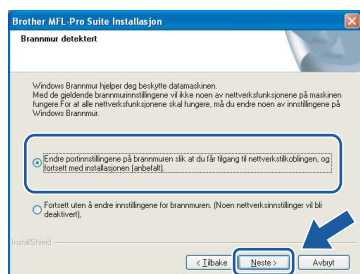 Brother MFL-Pro Suite Installasjon
Brannmur detektert
Windows Brannmur hjelper deg beskytte datamaskinen.
Med de gjeldende brannmurinnstillingene vil ikke noen av nettverksfunksjonene på maskinen
fungere.For at alle nettverksfunksjonene skal fungere, må du endre noen av innstillingene på
Windows Brannmur.
Endre portinnstillingene på brannmuren slik at du får tilgang til nettverkstilkoblingen, og
fortsett med installasjonen (anbefalt).
Fortsett uten å endre innstillingene for brannmuren. (Noen nettverksinnstillinger vil bli
deaktivert),
InstallShield
< Tilbake
Neste >
Avbryt